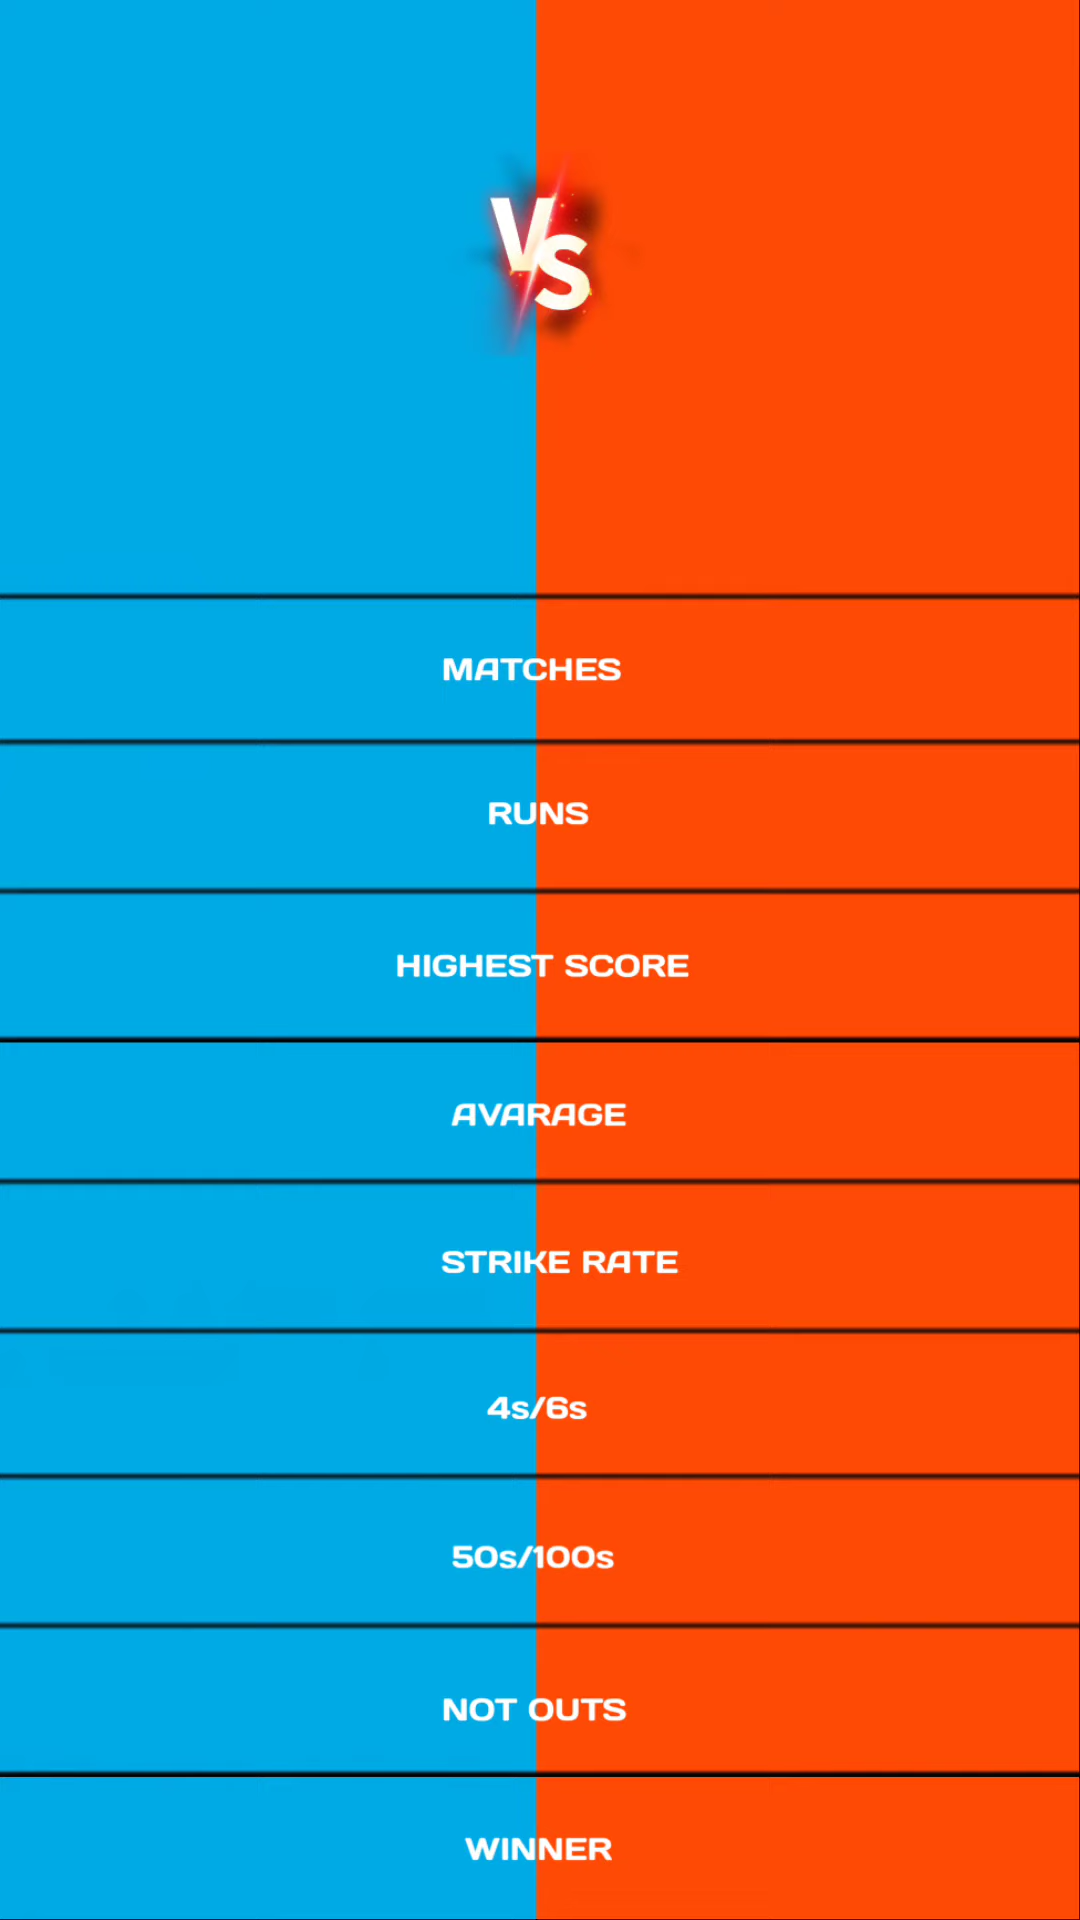 VS
MATCHES
RUNS
HIGHEST SCORE
AVARAGE
STRIKE RATE
4s/6s
50s/100s
NOT OUTS
WINNER